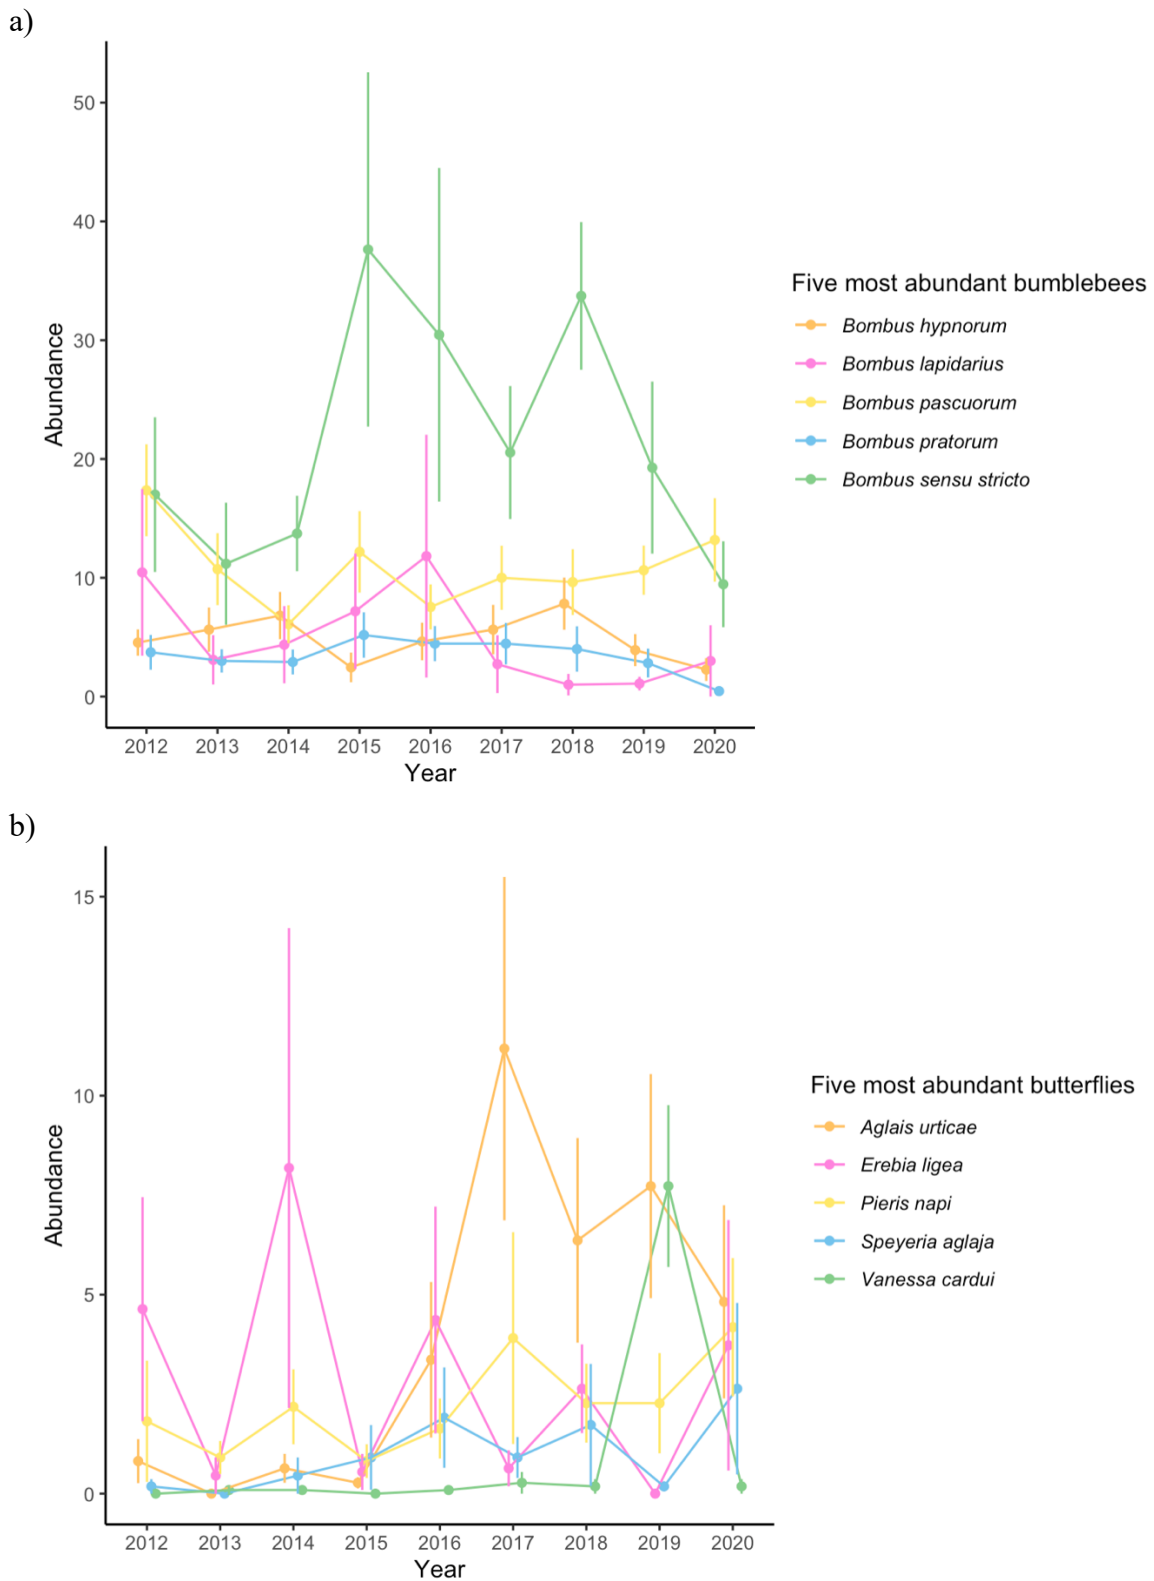 a)
50
40
30
20
10
0
Abundance
2012 2013 2014 2015 2016 2017 2018 2019 2020
Year
Five most abundant bumblebees
Bombus hypnorum
Bombus lapidarius
Bombus pascuorum
Bombus pratorum
Bombus sensu stricto
b)
15
10
5
0
Abundance
2012 2013 2014 2015 2016 2017 2018 2019 2020
Year
Five most abundant butterflies
Aglais urticae
Erebia ligea
Pieris napi
Speyeria aglaja
Vanessa cardui